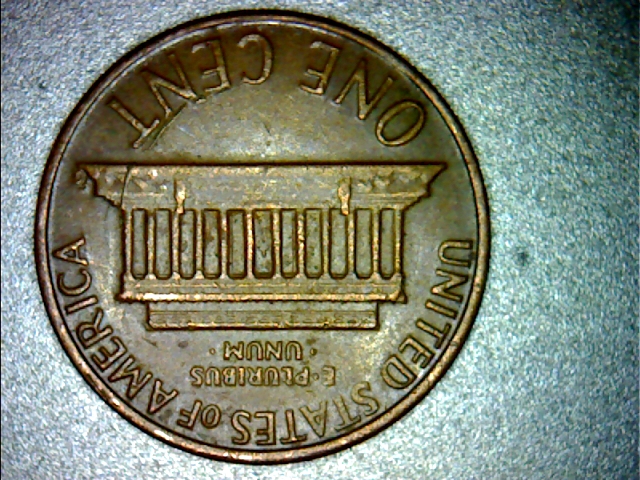 UNITED STATES OF AMERICA
E·PLURIBUS
·UNUM·
ONE CENT